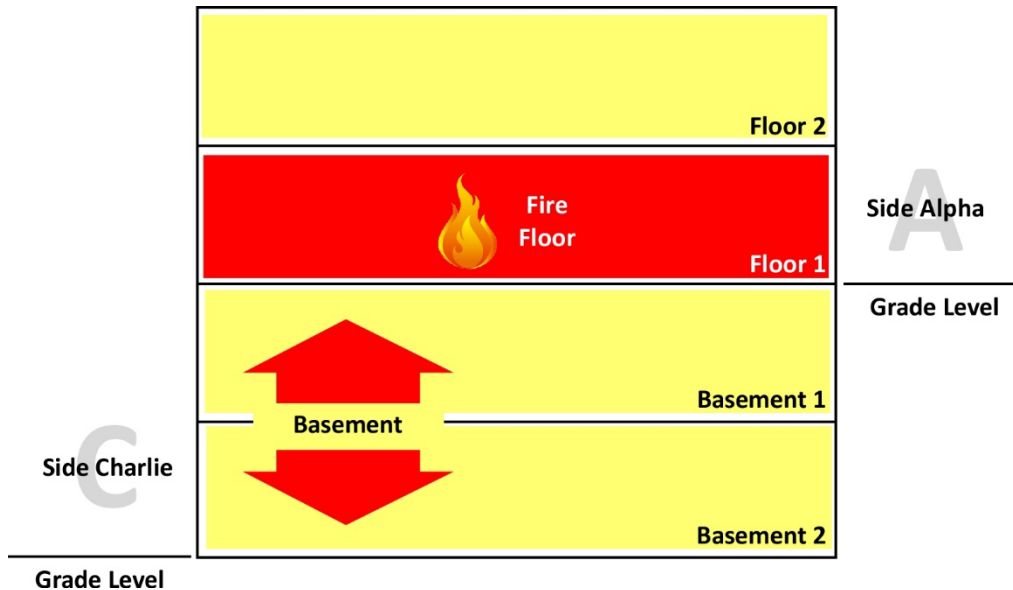 Floor 2
Fire
Floor
Floor 1
A
Side Alpha
Grade Level
Basement 1
Basement
C
Side Charlie
Basement 2
Grade Level